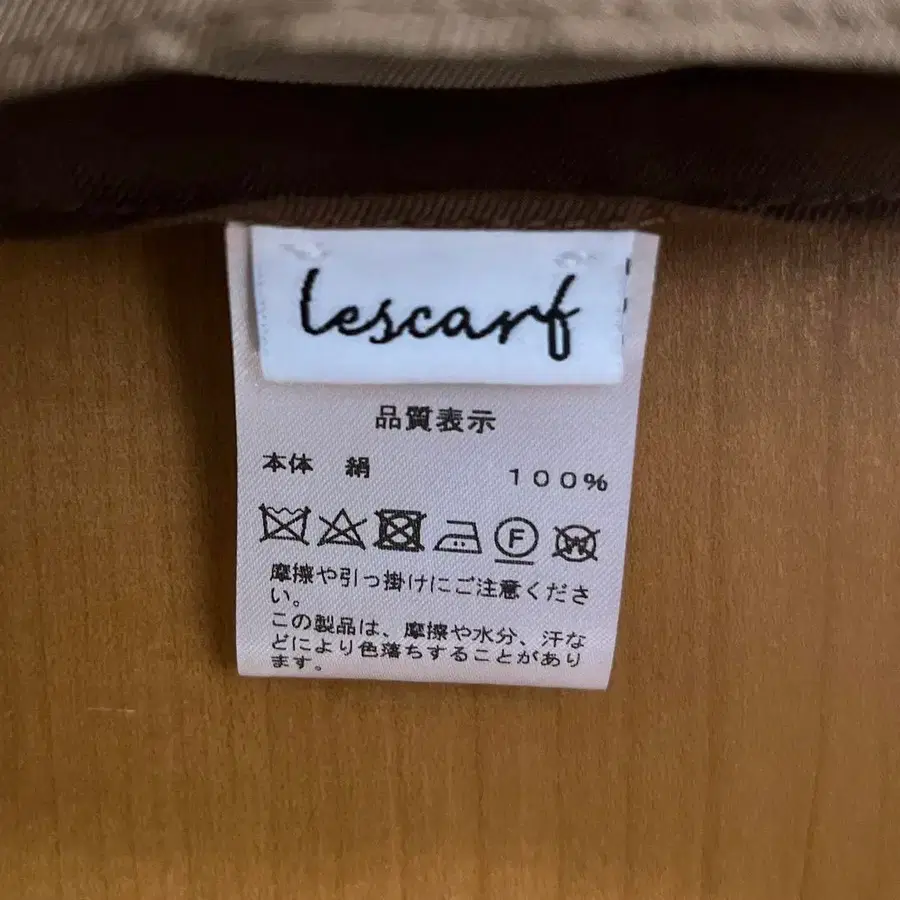 lescarf
品質表示
本体 絹 100%
F W
摩擦や引っ掛けにご注意くださ
い。
この製品は、摩擦や水分、汗な
どにより色落ちすることがあり
ます。